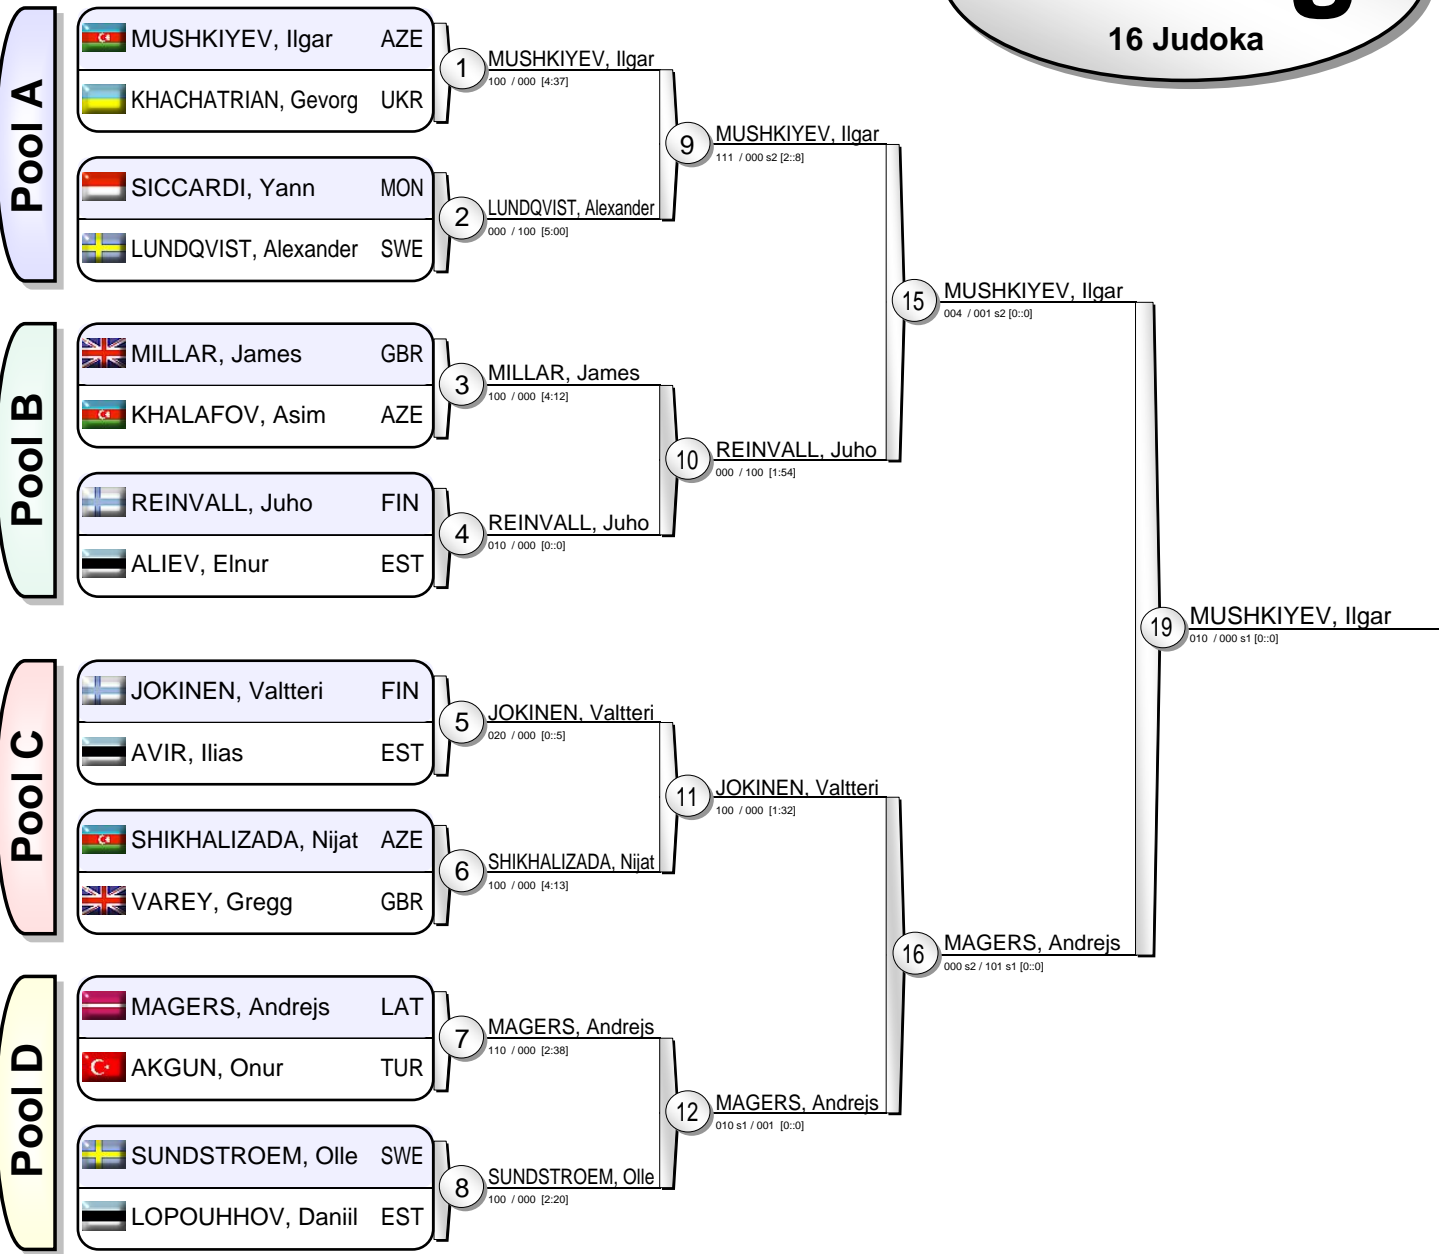 16 Judoka
Pool A
MUSHKIYEV, Ilgar AZE
KHACHATRIAN, Gevorg UKR
SICCARDI, Yann MON
LUNDQVIST, Alexander SWE
Pool B
MILLAR, James GBR
KHALAFOV, Asim AZE
REINVALL, Juho FIN
ALIEV, Elnur EST
Pool C
JOKINEN, Valtteri FIN
AVIR, Ilias EST
SHIKHALIZADA, Nijat AZE
VAREY, Gregg GBR
Pool D
MAGERS, Andrejs LAT
AKGUN, Onur TUR
SUNDSTROEM, Olle SWE
LOPOUHHOV, Daniil EST
1 MUSHKIYEV, Ilgar
100 / 000 [4:37]
2 LUNDQVIST, Alexander
000 / 100 [5:00]
3 MILLAR, James
100 / 000 [4:12]
4 REINVALL, Juho
010 / 000 [0::0]
5 JOKINEN, Valtteri
020 / 000 [0::5]
6 SHIKHALIZADA, Nijat
100 / 000 [4:13]
7 MAGERS, Andrejs
110 / 000 [2:38]
8 SUNDSTROEM, Olle
100 / 000 [2:20]
9 MUSHKIYEV, Ilgar
111 / 000 s2 [2::8]
10 REINVALL, Juho
000 / 100 [1:54]
11 JOKINEN, Valtteri
100 / 000 [1:32]
12 MAGERS, Andrejs
010 s1 / 001 [0::0]
15 MUSHKIYEV, Ilgar
004 / 001 s2 [0::0]
16 MAGERS, Andrejs
000 s2 / 101 s1 [0::0]
19 MUSHKIYEV, Ilgar
010 / 000 s1 [0::0]